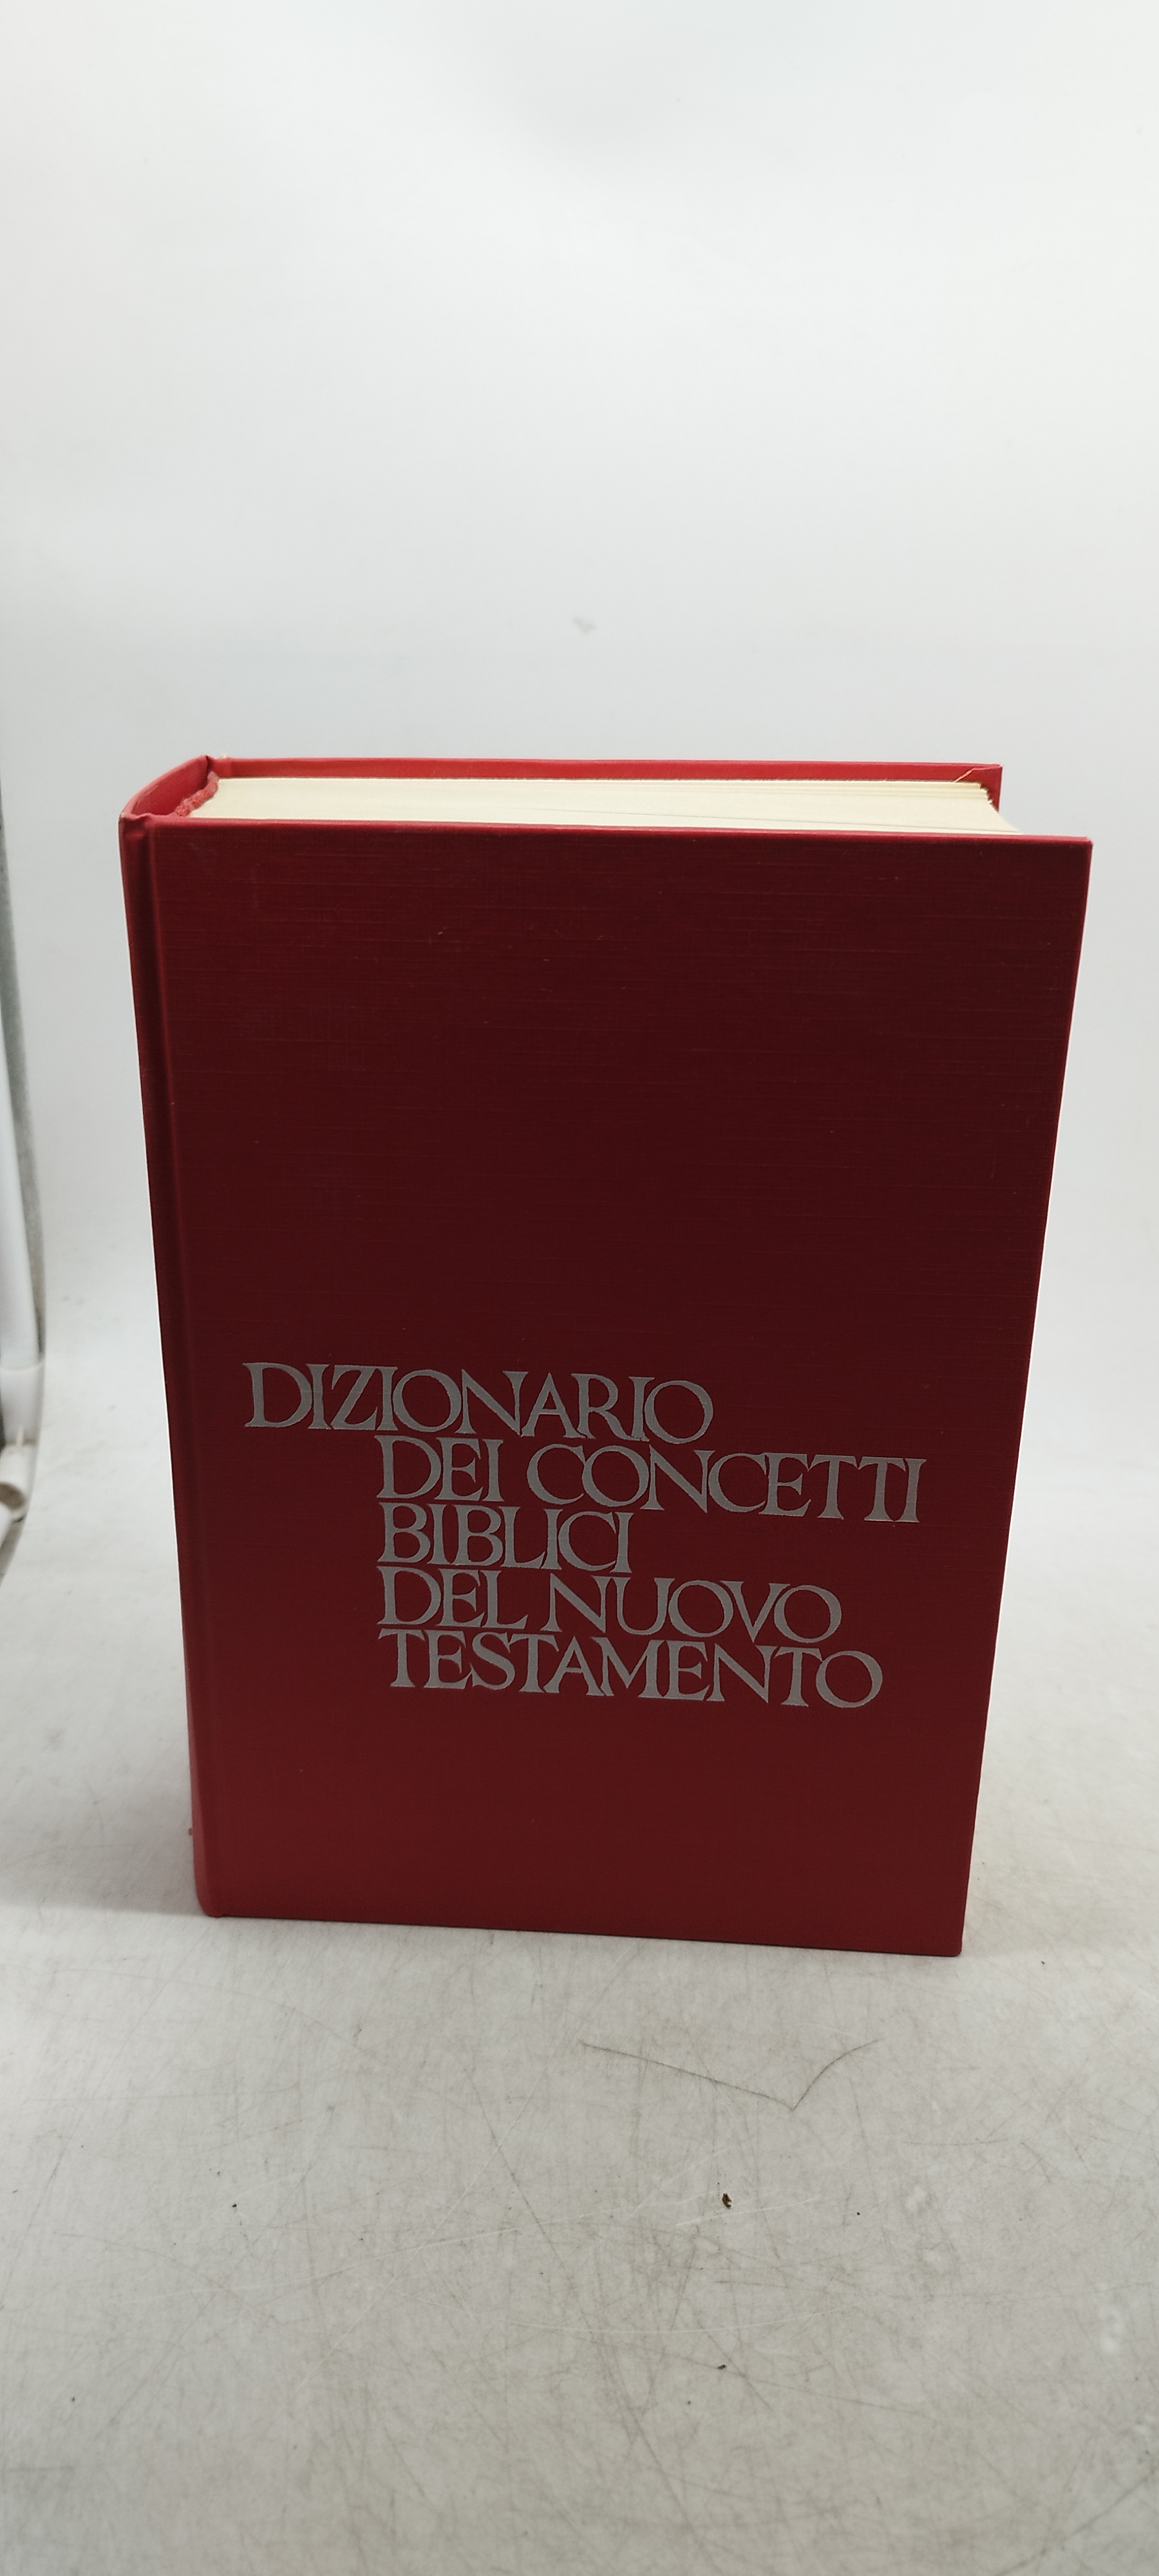 DIZIONARIO
DEI CONCETTI
BIBLICI
DEL NUOVO
TESTAMENTO